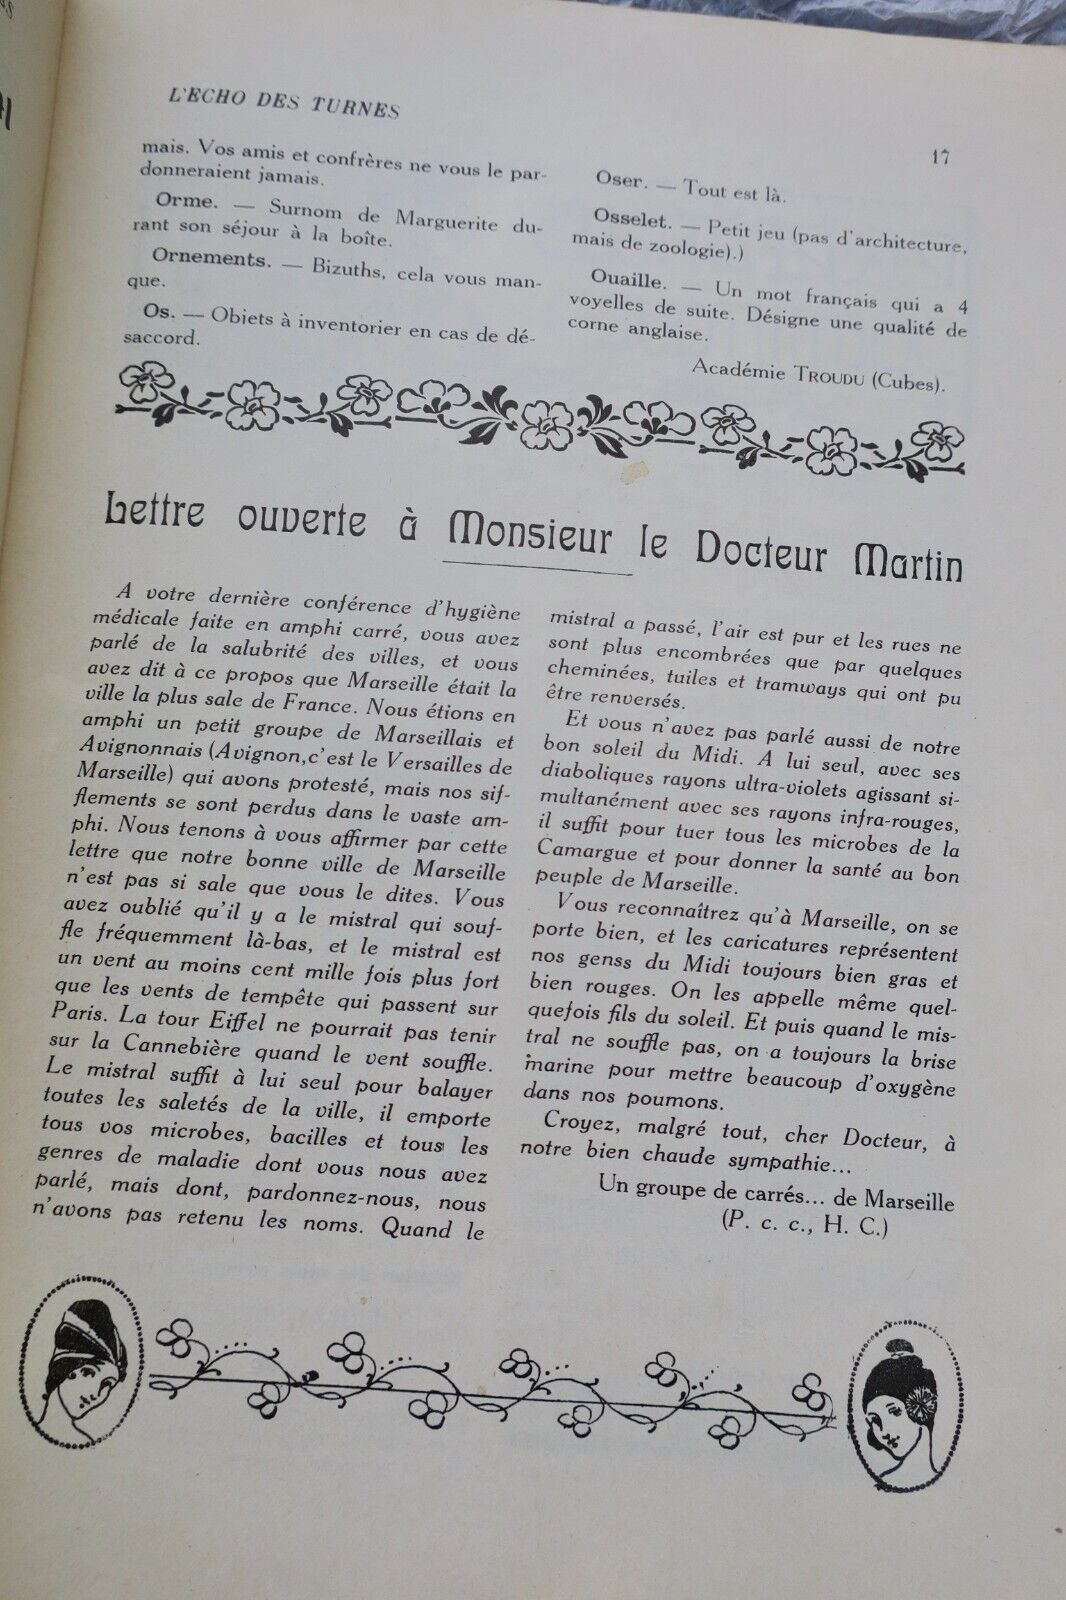 L'ECHO DES TURNES
17
mais. Vos amis et confrères ne vous le par-
donneraient jamais.
Orme. — Surnom de Marguerite du-
rant son séjour à la boîte.
Ornements. — Bizuths, cela vous man-
que.
Os. — Objets à inventorier en cas de dé-
saccord.
Oser. — Tout est là.
Osselet. — Petit jeu (pas d'architecture,
mais de zoologie).)
Ouaille. — Un mot français qui a 4
voyelles de suite. Désigne une qualité de
corne anglaise.
Académie TROUDU (Cubes).
Lettre ouverte à Monsieur le Docteur Martin
A votre dernière conférence d'hygiène
médicale faite en amphi carré, vous avez
parlé de la salubrité des villes, et vous
avez dit à ce propos que Marseille était la
ville la plus sale de France. Nous étions en
amphi un petit groupe de Marseillais et
Avignonnais (Avignon,c'est le Versailles de
Marseille) qui avons protesté, mais nos sif-
flements se sont perdus dans le vaste am-
phi. Nous tenons à vous affirmer par cette
lettre que notre bonne ville de Marseille
n'est pas si sale que vous le dites. Vous
avez oublié qu'il y a le mistral qui souf-
fle fréquemment là-bas, et le mistral est
un vent au moins cent mille fois plus fort
que les vents de tempête qui passent sur
Paris. La tour Eiffel ne pourrait pas tenir
sur la Cannebière quand le vent souffle.
Le mistral suffit à lui seul pour balayer
toutes les saletés de la ville, il emporte
tous vos microbes, bacilles et tous les
genres de maladie dont vous nous avez
parlé, mais dont, pardonnez-nous, nous
n'avons pas retenu les noms. Quand le
mistral a passé, l'air est pur et les rues ne
sont plus encombrées que par quelques
cheminées, tuiles et tramways qui ont pu
être renversés.
Et vous n'avez pas parlé aussi de notre
bon soleil du Midi. A lui seul, avec ses
diaboliques rayons ultra-violets agissant si-
multanément avec ses rayons infra-rouges,
il suffit pour tuer tous les microbes de la
Camargue et pour donner la santé au bon
peuple de Marseille.
Vous reconnaîtrez qu'à Marseille, on se
porte bien, et les caricatures représentent
nos genss du Midi toujours bien gras et
bien rouges. On les appelle même quel-
quefois fils du soleil. Et puis quand le mis-
tral ne souffle pas, on a toujours la brise
marine pour mettre beaucoup d'oxygène
dans nos poumons.
Croyez, malgré tout, cher Docteur, à
notre bien chaude sympathie...
Un groupe de carrés... de Marseille
(P. c. c., H. C.)